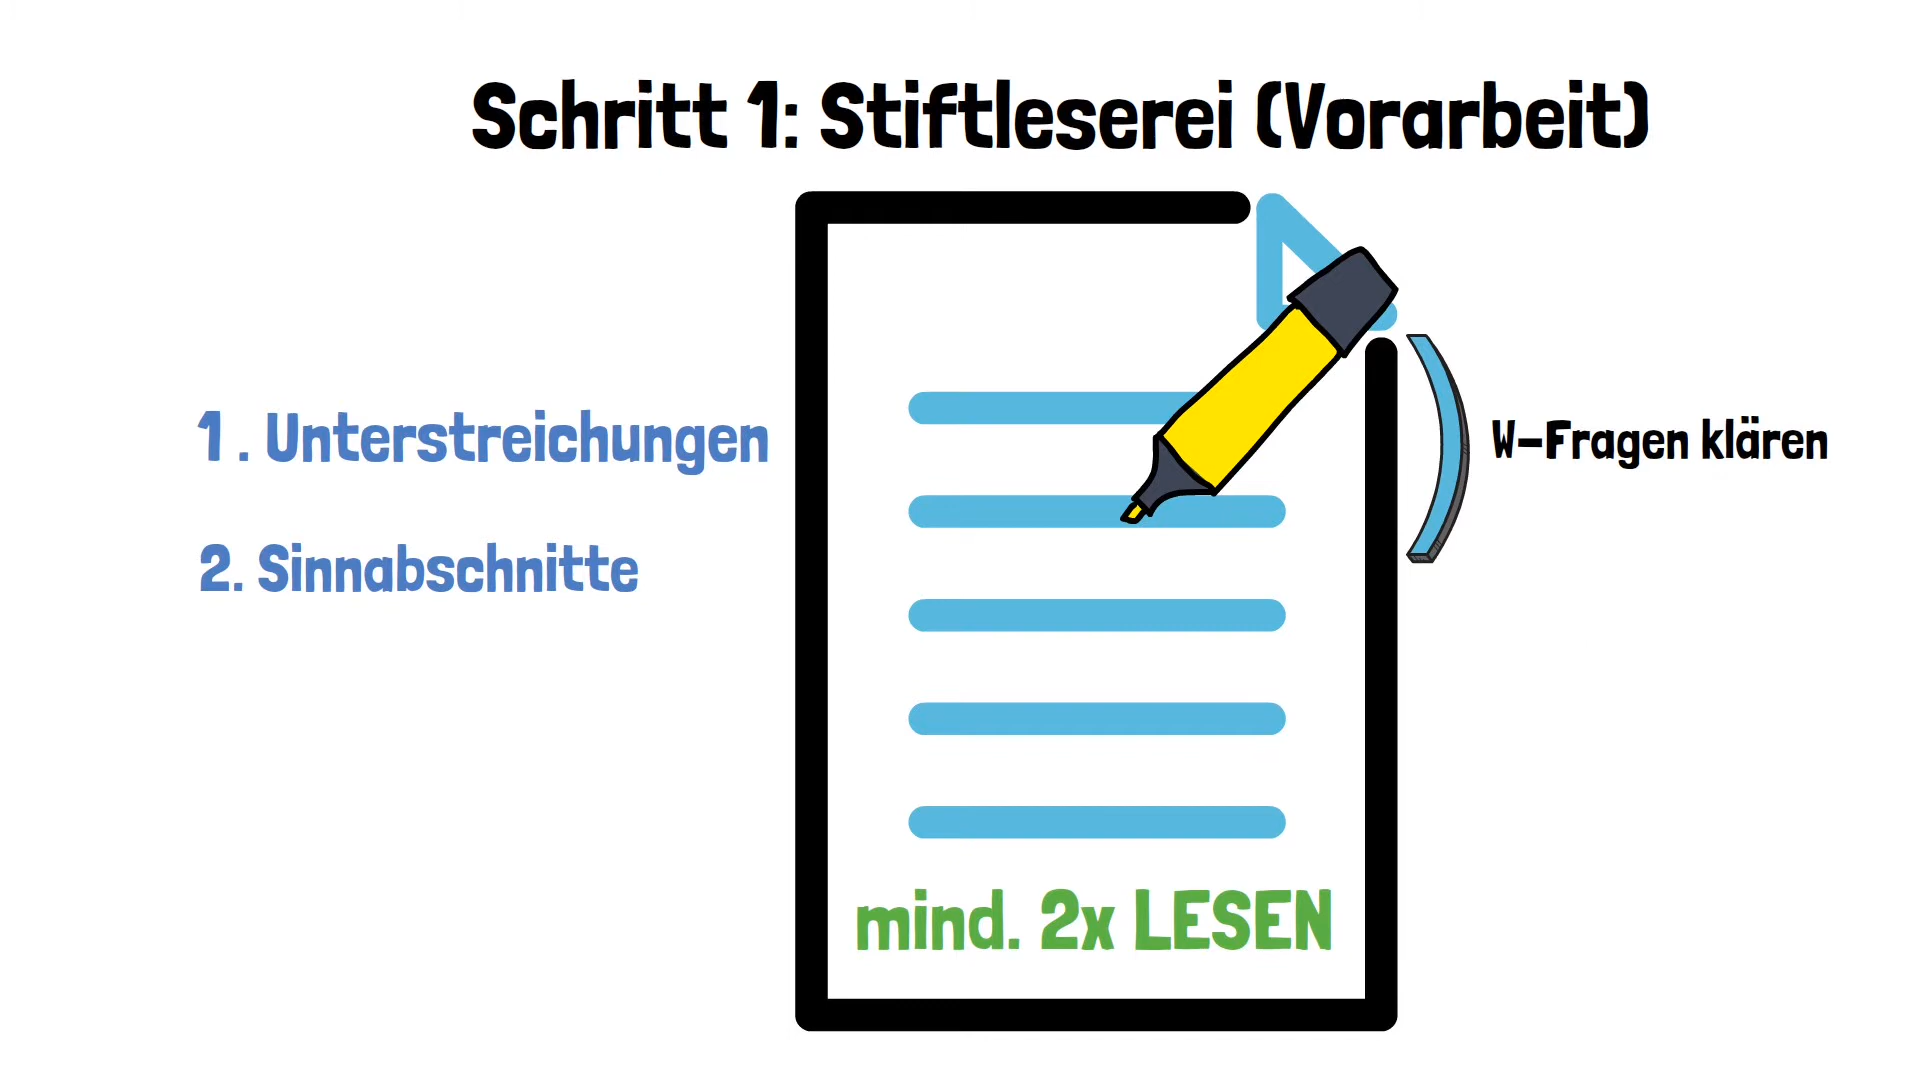 Schritt 1: Stiftleserei (Vorarbeit)
1. Unterstreichungen
W-Fragen klären
2. Sinnabschnitte
mind. 2x LESEN